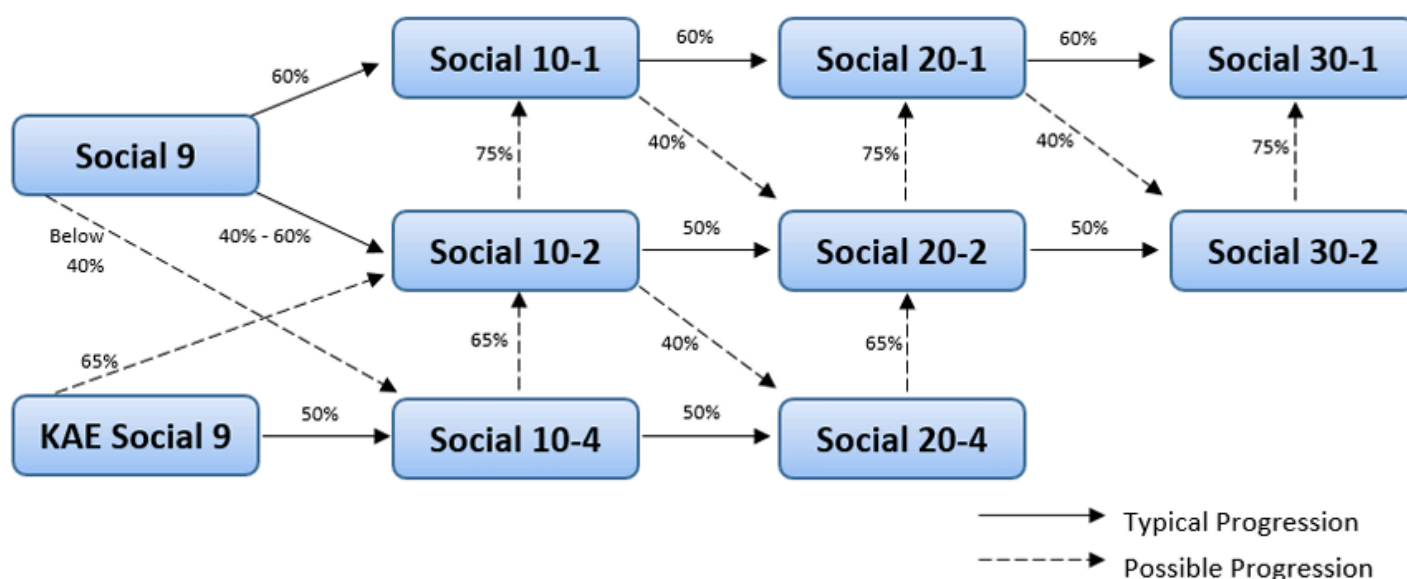 Social 10-1
60%
Social 20-1
60%
Social 30-1
60%
Social 9
75%
40%
75%
40%
75%
Below
40%
40% - 60%
Social 10-2
50%
Social 20-2
50%
Social 30-2
65%
65%
40%
65%
KAE Social 9
50%
Social 10-4
50%
Social 20-4
Typical Progression
Possible Progression